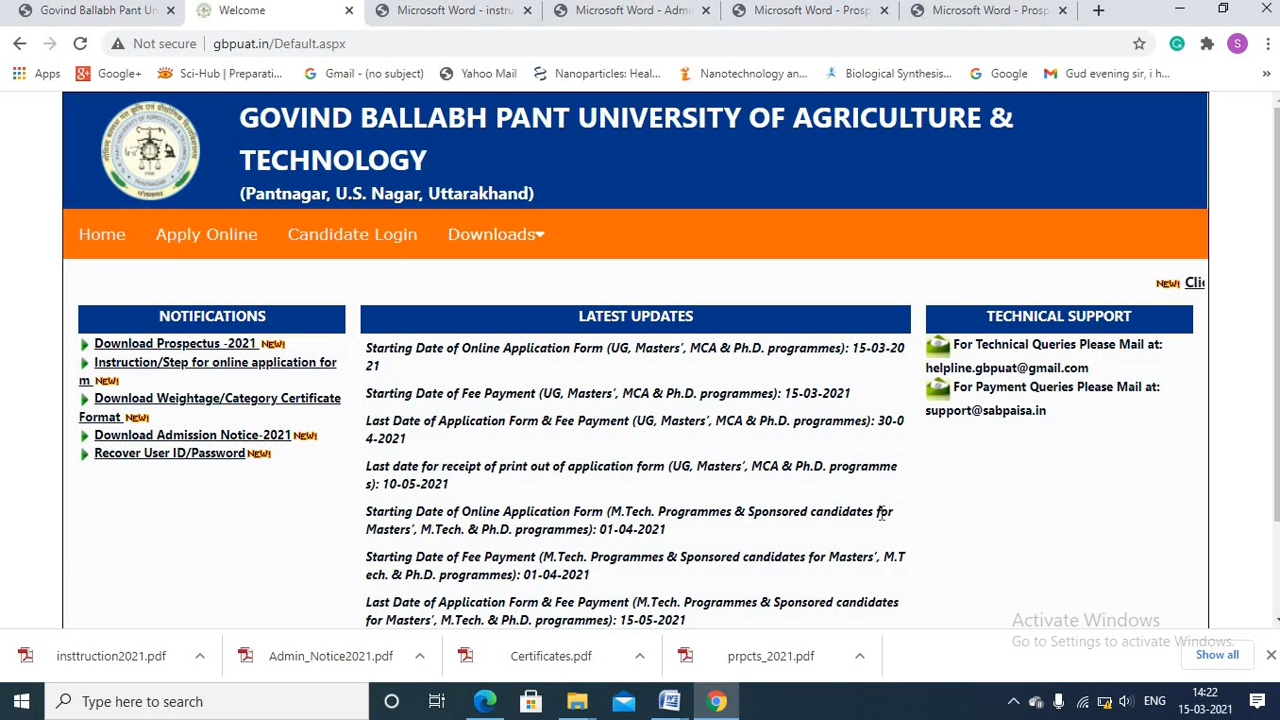 Govind Ballabh Pant Un
Welcome
Microsoft Word - instru
Microsoft Word - Admi
Microsoft Word - Prosp
Microsoft Word - Prosp
Not secure
gbpuat.in/Default.aspx
Apps
Google+
Sci-Hub | Preparati...
Gmail - (no subject)
Yahoo Mail
Nanoparticles: Heal...
Nanotechnology an...
Biological Synthesis...
Google
Gud evening sir, i h...
GOVIND BALLABH PANT UNIVERSITY OF AGRICULTURE &
TECHNOLOGY
(Pantnagar, U.S. Nagar, Uttarakhand)
Home
Apply Online
Candidate Login
Downloads
NEW! Clic
NOTIFICATIONS
Download Prospectus -2021 NEW!
Instruction/Step for online application for
m NEW!
Download Weightage/Category Certificate
Format NEW!
Download Admission Notice-2021 NEW!
Recover User ID/Password NEW!
LATEST UPDATES
Starting Date of Online Application Form (UG, Masters', MCA & Ph.D. programmes): 15-03-20
21
Starting Date of Fee Payment (UG, Masters', MCA & Ph.D. programmes): 15-03-2021
Last Date of Application Form & Fee Payment (UG, Masters', MCA & Ph.D. programmes): 30-0
4-2021
Last date for receipt of print out of application form (UG, Masters', MCA & Ph.D. programme
s): 10-05-2021
Starting Date of Online Application Form (M.Tech. Programmes & Sponsored candidates for
Masters', M.Tech. & Ph.D. programmes): 01-04-2021
Starting Date of Fee Payment (M.Tech. Programmes & Sponsored candidates for Masters', M.T
ech. & Ph.D. programmes): 01-04-2021
Last Date of Application Form & Fee Payment (M.Tech. Programmes & Sponsored candidates
for Masters', M.Tech. & Ph.D. programmes): 15-05-2021
TECHNICAL SUPPORT
For Technical Queries Please Mail at:
helpline.gbpuat@gmail.com
For Payment Queries Please Mail at:
support@sabpaisa.in
Activate Windows
Go to Settings to activate Windows.
insttruction2021.pdf
Admin_Notice2021.pdf
Certificates.pdf
prpcts_2021.pdf
Show all
Type here to search
ENG
14:22
15-03-2021